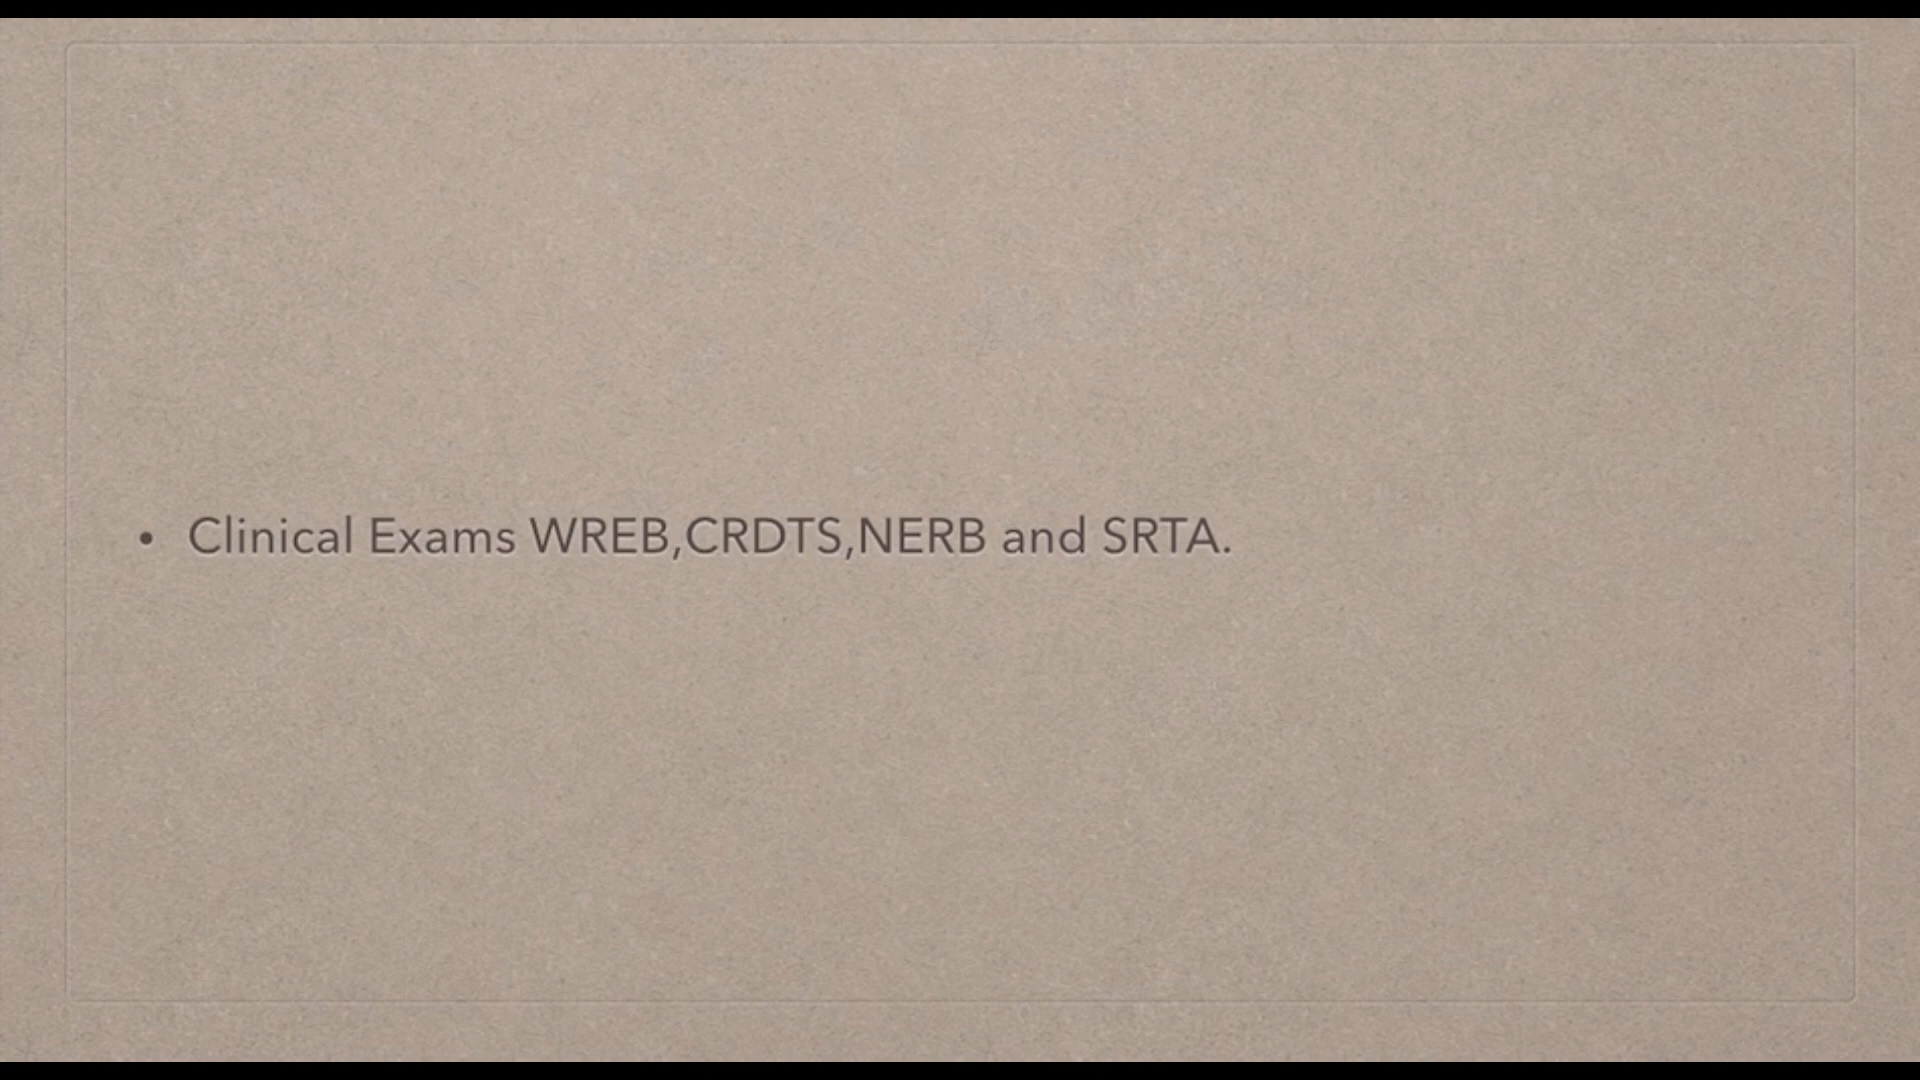 • Clinical Exams WREB,CRDTS,NERB and SRTA.